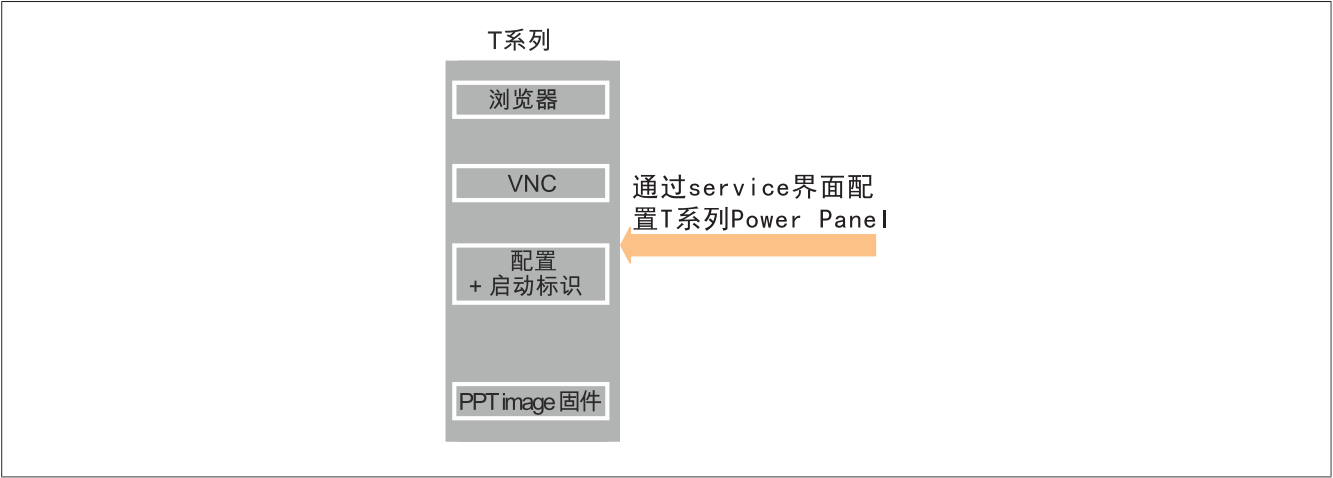 T系列
浏览器
VNC
通过service界面配
置T系列Power Panel
配置
+ 启动标识
PPT image 固件